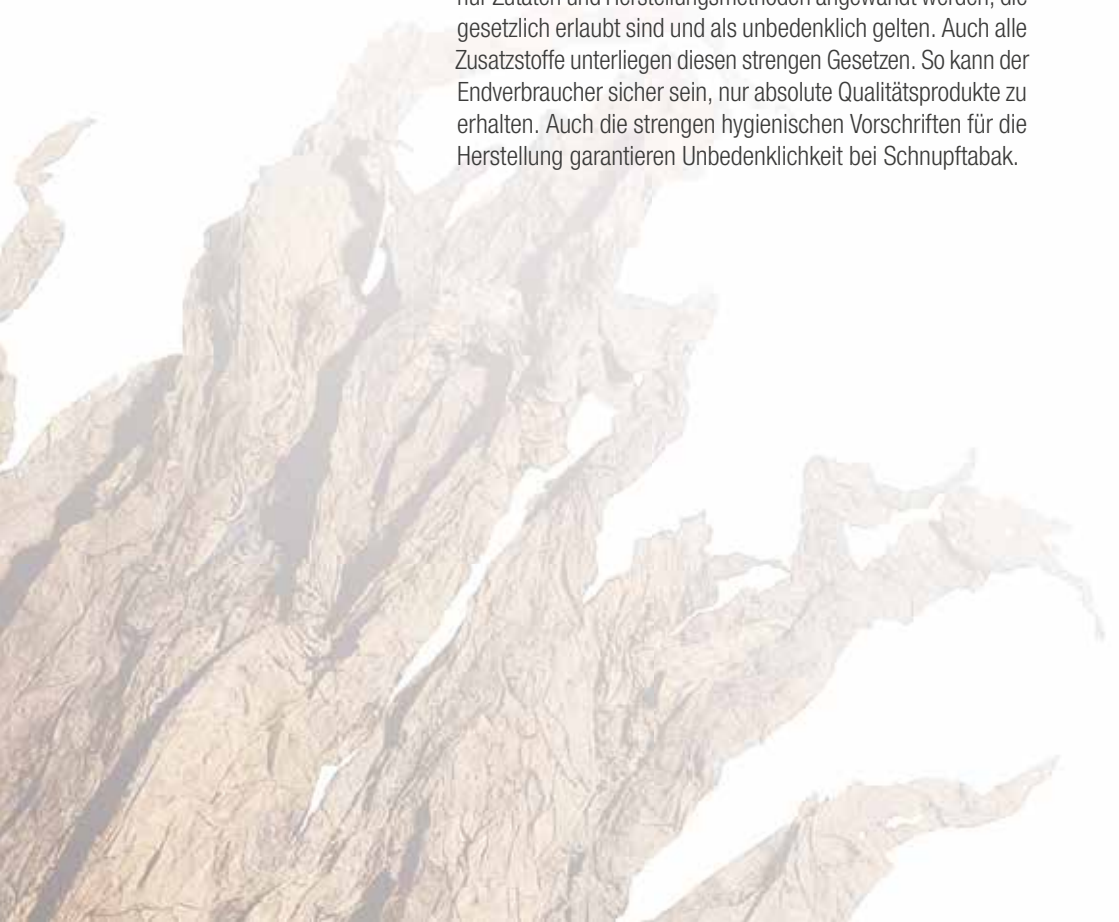 nur Zutaten und Herstellungsmethoden angewandt werden, die
gesetzlich erlaubt sind und als unbedenklich gelten. Auch alle
Zusatzstoffe unterliegen diesen strengen Gesetzen. So kann der
Endverbraucher sicher sein, nur absolute Qualitätsprodukte zu
erhalten. Auch die strengen hygienischen Vorschriften für die
Herstellung garantieren Unbedenklichkeit bei Schnupftabak.